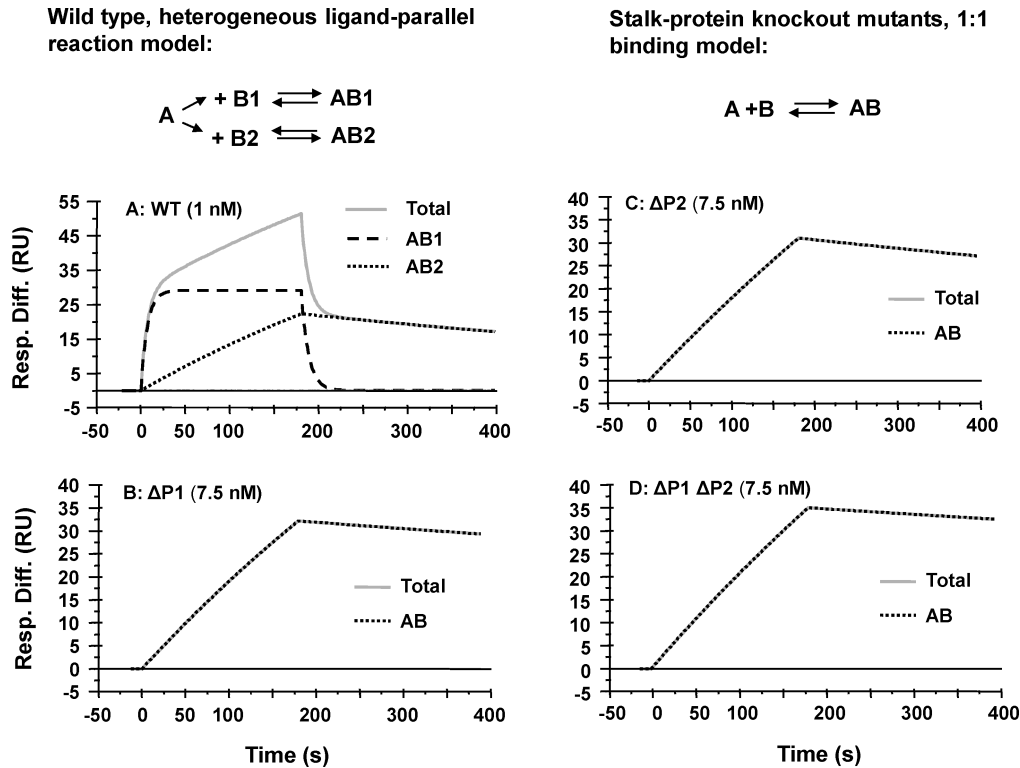 Wild type, heterogeneous ligand-parallel
reaction model:
A
+ B1
AB1
+ B2
AB2
Stalk-protein knockout mutants, 1:1
binding model:
A +B
AB
A: WT (1 nM)
Total
AB1
AB2
Resp. Diff. (RU)
55
45
35
25
15
5
-5
-50 0 50 100 200 300 400
C: ΔP2 (7.5 nM)
Total
AB
40
35
30
25
20
15
10
5
0
-5
-50 0 50 100 200 300 400
B: ΔP1 (7.5 nM)
Total
AB
Resp. Diff. (RU)
40
35
30
25
20
15
10
5
0
-5
-50 0 50 100 200 300 400
Time (s)
D: ΔP1 ΔP2 (7.5 nM)
Total
AB
40
35
30
25
20
15
10
5
0
-5
-50 0 50 100 200 300 400
Time (s)